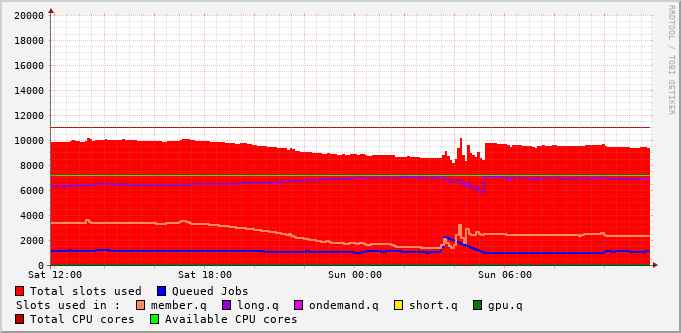 20000
18000
16000
14000
12000
10000
8000
6000
4000
2000
0
Sat 12:00 Sat 18:00 Sun 00:00 Sun 06:00
Total slots used Queued Jobs
Slots used in : member.q long.q ondemand.q short.q gpu.q
Total CPU cores Available CPU cores
RRDTOOL / TOBI OETIKER